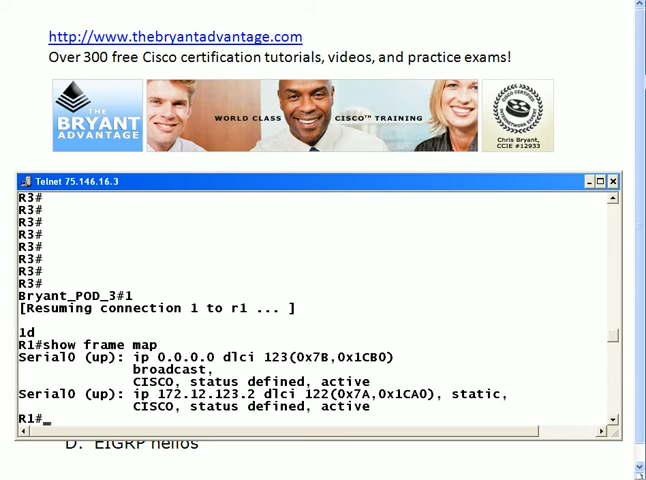 http://www.thebryantadvantage.com
Over 300 free Cisco certification tutorials, videos, and practice exams!
THE
BRYANT
ADVANTAGE
WORLD CLASS CISCO™ TRAINING
Chris Bryant,
CCIE #12933
Telnet 75.146.16.3
R3#
R3#
R3#
R3#
R3#
R3#
R3#
R3#
Bryant_POD_3#1
[Resuming connection 1 to r1 ... ]
1d
R1#show frame map
Serial0 (up): ip 0.0.0.0 dlci 123(0x7B,0x1CB0)
broadcast,
CISCO, status defined, active
Serial0 (up): ip 172.12.123.2 dlci 122(0x7A,0x1CA0), static,
CISCO, status defined, active
R1#_
D. EIGRP hellos